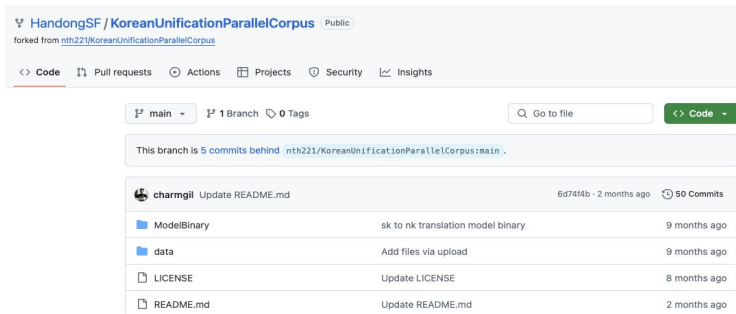 HandongSF / KoreanUnificationParallelCorpus Public
forked from nth221/KoreanUnificationParallelCorpus
<> Code Pull requests Actions Projects Security Insights
main 1 Branch 0 Tags Go to file <> Code
This branch is 5 commits behind nth221/KoreanUnificationParallelCorpus:main .
charmgil Update README.md 6d74f4b · 2 months ago 50 Commits
ModelBinary sk to nk translation model binary 9 months ago
data Add files via upload 9 months ago
LICENSE Update LICENSE 8 months ago
README.md Update README.md 2 months ago